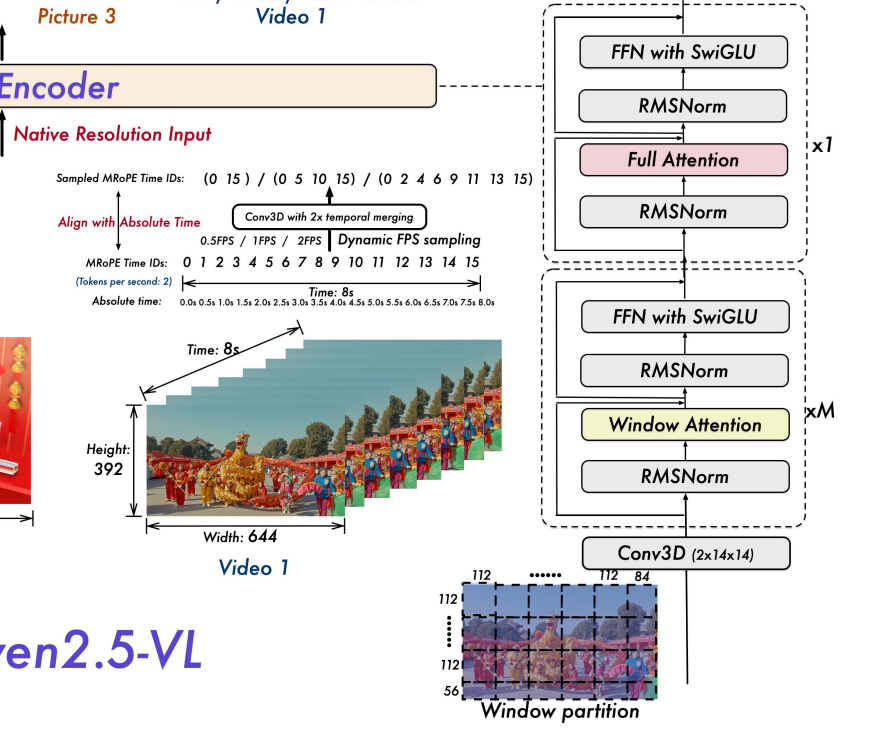 Picture 3
Video 1
Encoder
Native Resolution Input
Sampled MRoPE Time IDs: (0 15 ) / (0 5 10 15) / (0 2 4 6 9 11 13 15)
Align with Absolute Time
Conv3D with 2x temporal merging
0.5FPS / 1FPS / 2FPS Dynamic FPS sampling
MRoPE Time IDs: 0 1 2 3 4 5 6 7 8 9 10 11 12 13 14 15
(Tokens per second: 2)
Time: 8s
Absolute time: 0.0s 0.5s 1.0s 1.5s 2.0s 2.5s 3.0s 3.5s 4.0s 4.5s 5.0s 5.5s 6.0s 6.5s 7.0s 7.5s 8.0s
Time: 8s
Height:
392
Width: 644
Video 1
FFN with SwiGLU
RMSNorm
Full Attention
x1
RMSNorm
FFN with SwiGLU
RMSNorm
Window Attention
xM
RMSNorm
Conv3D (2x14x14)
112 •••••• 112 84
112
112
56
Window partition
en2.5-VL